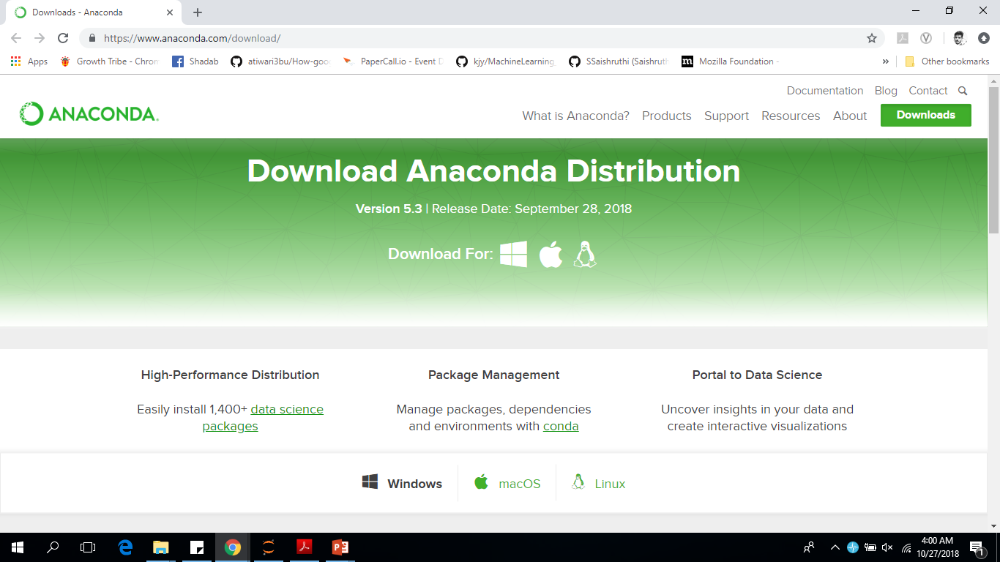 Downloads - Anaconda
https://www.anaconda.com/download/
Apps Growth Tribe - Chrom Shadab atiwari3bu/How-goo PaperCall.io - Event D kjy/MachineLearning SSaishruthi (Saishruth Mozilla Foundation - » Other bookmarks
Documentation Blog Contact
ANACONDA.
What is Anaconda? Products Support Resources About Downloads
Download Anaconda Distribution
Version 5.3 | Release Date: September 28, 2018
Download For:
High-Performance Distribution
Easily install 1,400+ data science
packages
Package Management
Manage packages, dependencies
and environments with conda
Portal to Data Science
Uncover insights in your data and
create interactive visualizations
Windows macOS Linux
4:00 AM
10/27/2018
1